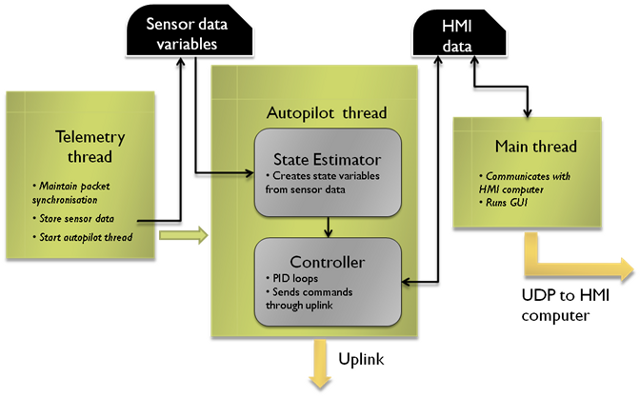 Sensor data
variables
HMI
data
Telemetry
thread
• Maintain packet
synchronisation
• Store sensor data
• Start autopilot thread
Autopilot thread
State Estimator
• Creates state variables
from sensor data
Controller
• PID loops
• Sends commands
through uplink
Main thread
• Communicates with
HMI computer
• Runs GUI
UDP to HMI
computer
Uplink